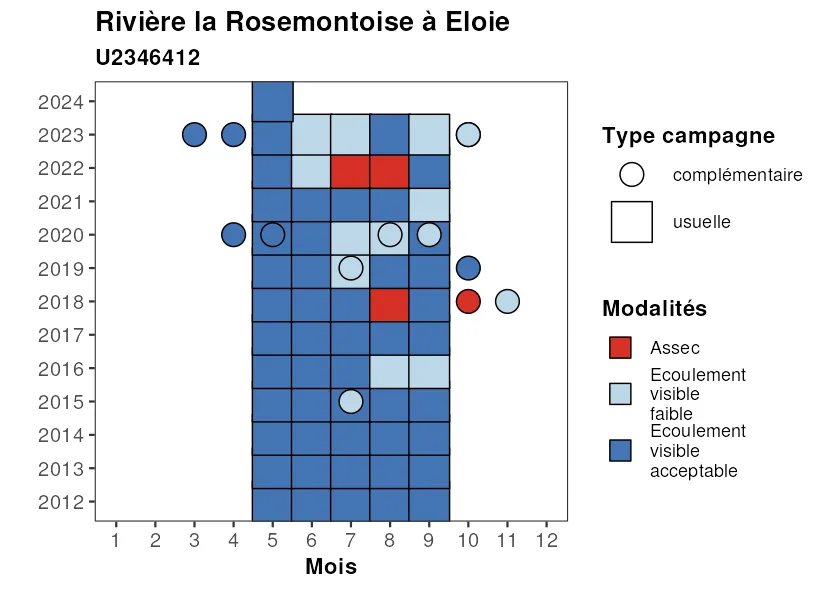 Rivière la Rosemontoise à Eloie
U2346412
2024
2023
2022
2021
2020
2019
2018
2017
2016
2015
2014
2013
2012
1 2 3 4 5 6 7 8 9 10 11 12
Mois
Type campagne
complémentaire
usuelle
Modalités
Assec
Ecoulement
visible
faible
Ecoulement
visible
acceptable